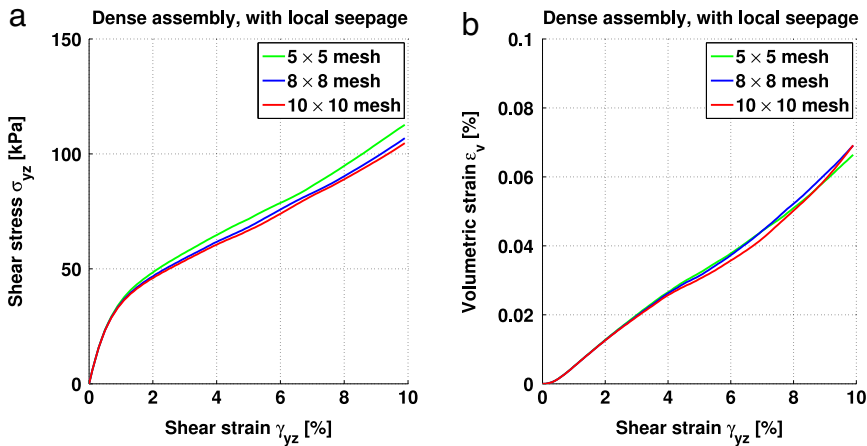 a
Dense assembly, with local seepage
150
100
50
0
0 2 4 6 8 10
Shear stress σyz [kPa]
Shear strain γyz [%]
5 × 5 mesh
8 × 8 mesh
10 × 10 mesh
b
Dense assembly, with local seepage
0.1
0.08
0.06
0.04
0.02
0
0 2 4 6 8 10
Volumetric strain εv [%]
Shear strain γyz [%]
5 × 5 mesh
8 × 8 mesh
10 × 10 mesh